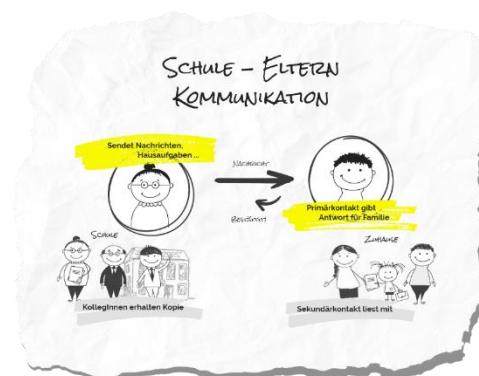 SCHULE – ELTERN
KOMMUNIKATION
Sendet Nachrichten,
Hausaufgaben ...
NACHRICHT
BESTÄTIGT
Primärkontakt gibt
Antwort für Familie
SCHULE
ZUHAUSE
KollegInnen erhalten Kopie
Sekundärkontakt liest mit